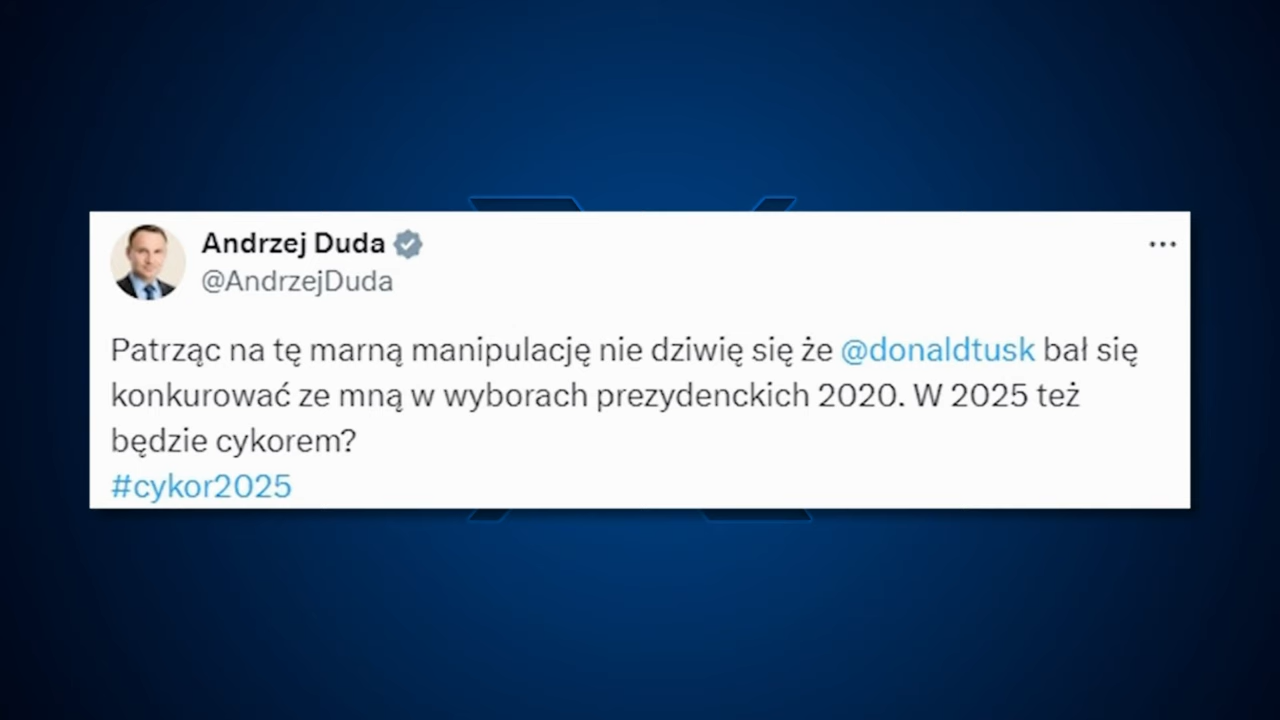 Andrzej Duda
@AndrzejDuda
Patrząc na tę marną manipulację nie dziwię się że @donaldtusk bał się
konkurować ze mną w wyborach prezydenckich 2020. W 2025 też
będzie cykorem?
#cykor2025